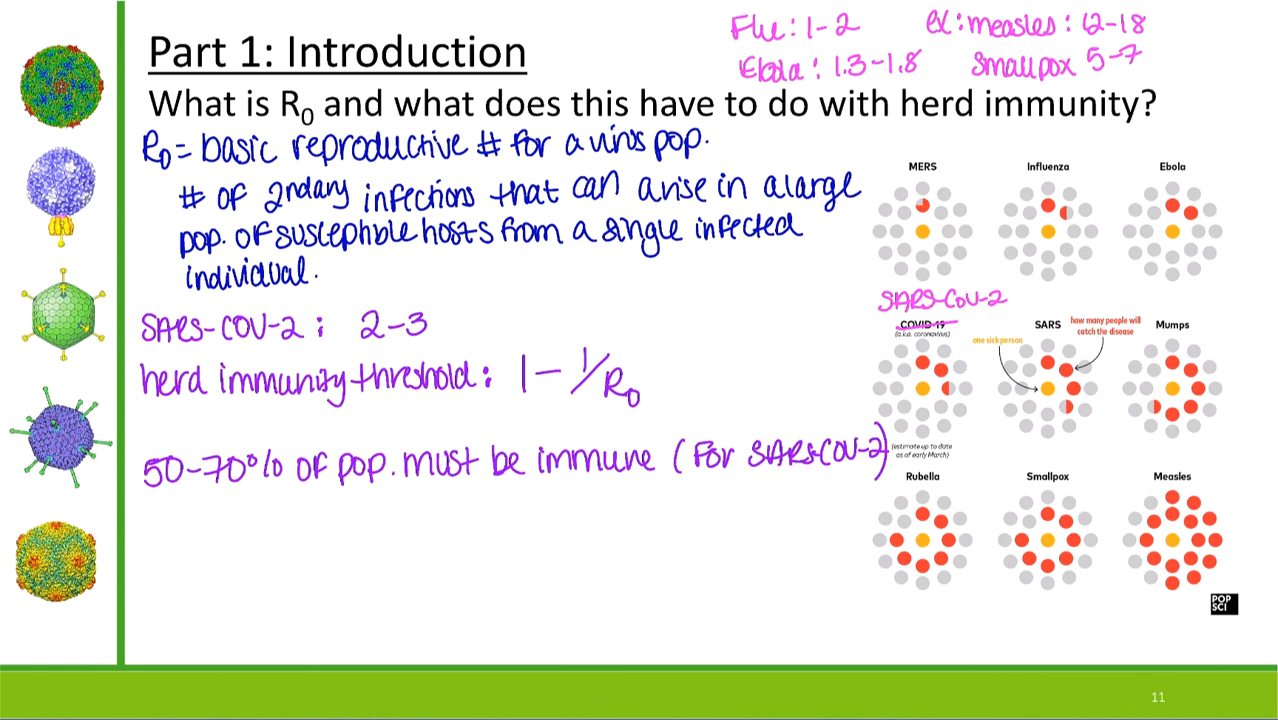 Flu: 1-2 ex: measles: 12-18
Part 1: Introduction
Ebola: 1.3-1.8 Smallpox 5-7
What is R0 and what does this have to do with herd immunity?
R0 = basic reproductive # for a virus pop.
# of 2ndary infections that can arise in a large
pop. of susceptible hosts from a single infected
individual.
SARS-COV-2: 2-3
herd immunity threshold: 1 - 1/R0
50-70% of pop. must be immune (for SARS-COV-2)
MERS Influenza Ebola
SARS-CoV-2
COVID-19 SARS Mumps
(a.k.a. coronavirus)
one sick person
how many people will
catch the disease
(estimate up to date
as of early March)
Rubella Smallpox Measles
POP
SCI
11